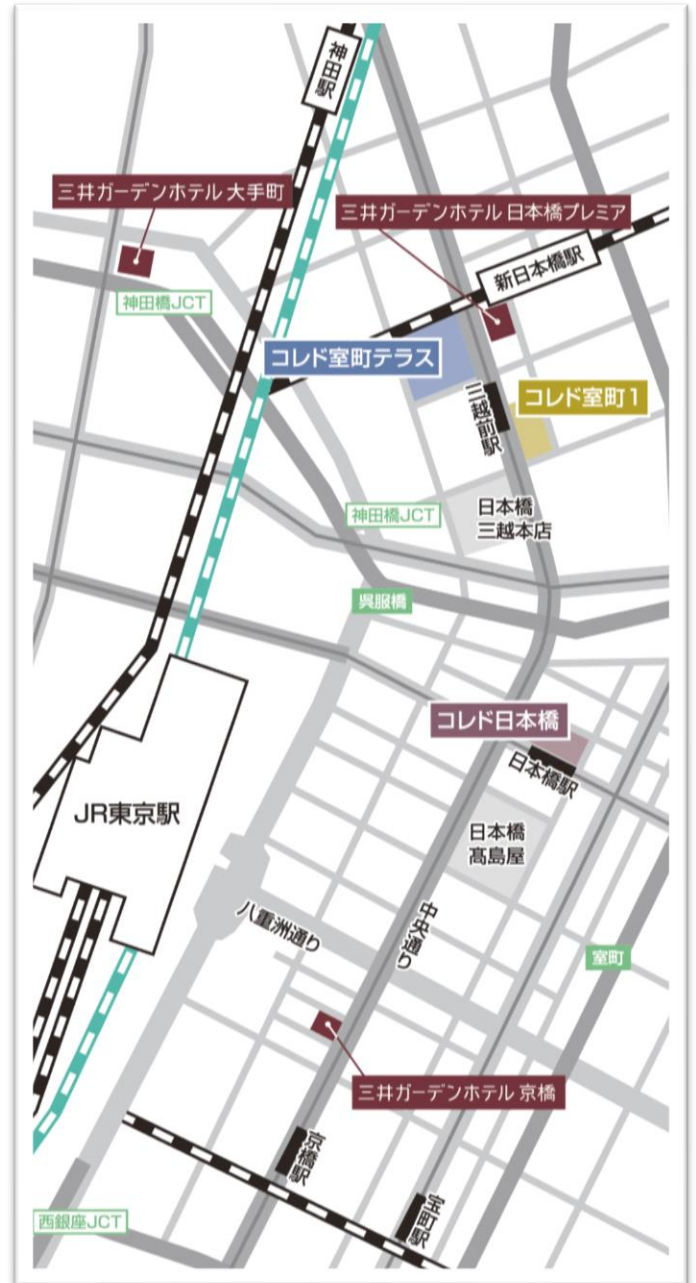 神田駅
三井ガーデンホテル 大手町
三井ガーデンホテル 日本橋プレミア
新日本橋駅
神田橋JCT
コレド室町テラス
コレド室町1
三越前駅
神田橋JCT
日本橋
三越本店
呉服橋
コレド日本橋
日本橋駅
JR東京駅
日本橋
髙島屋
八重洲通り
中央通り
室町
三井ガーデンホテル 京橋
京橋駅
宝町駅
西銀座JCT